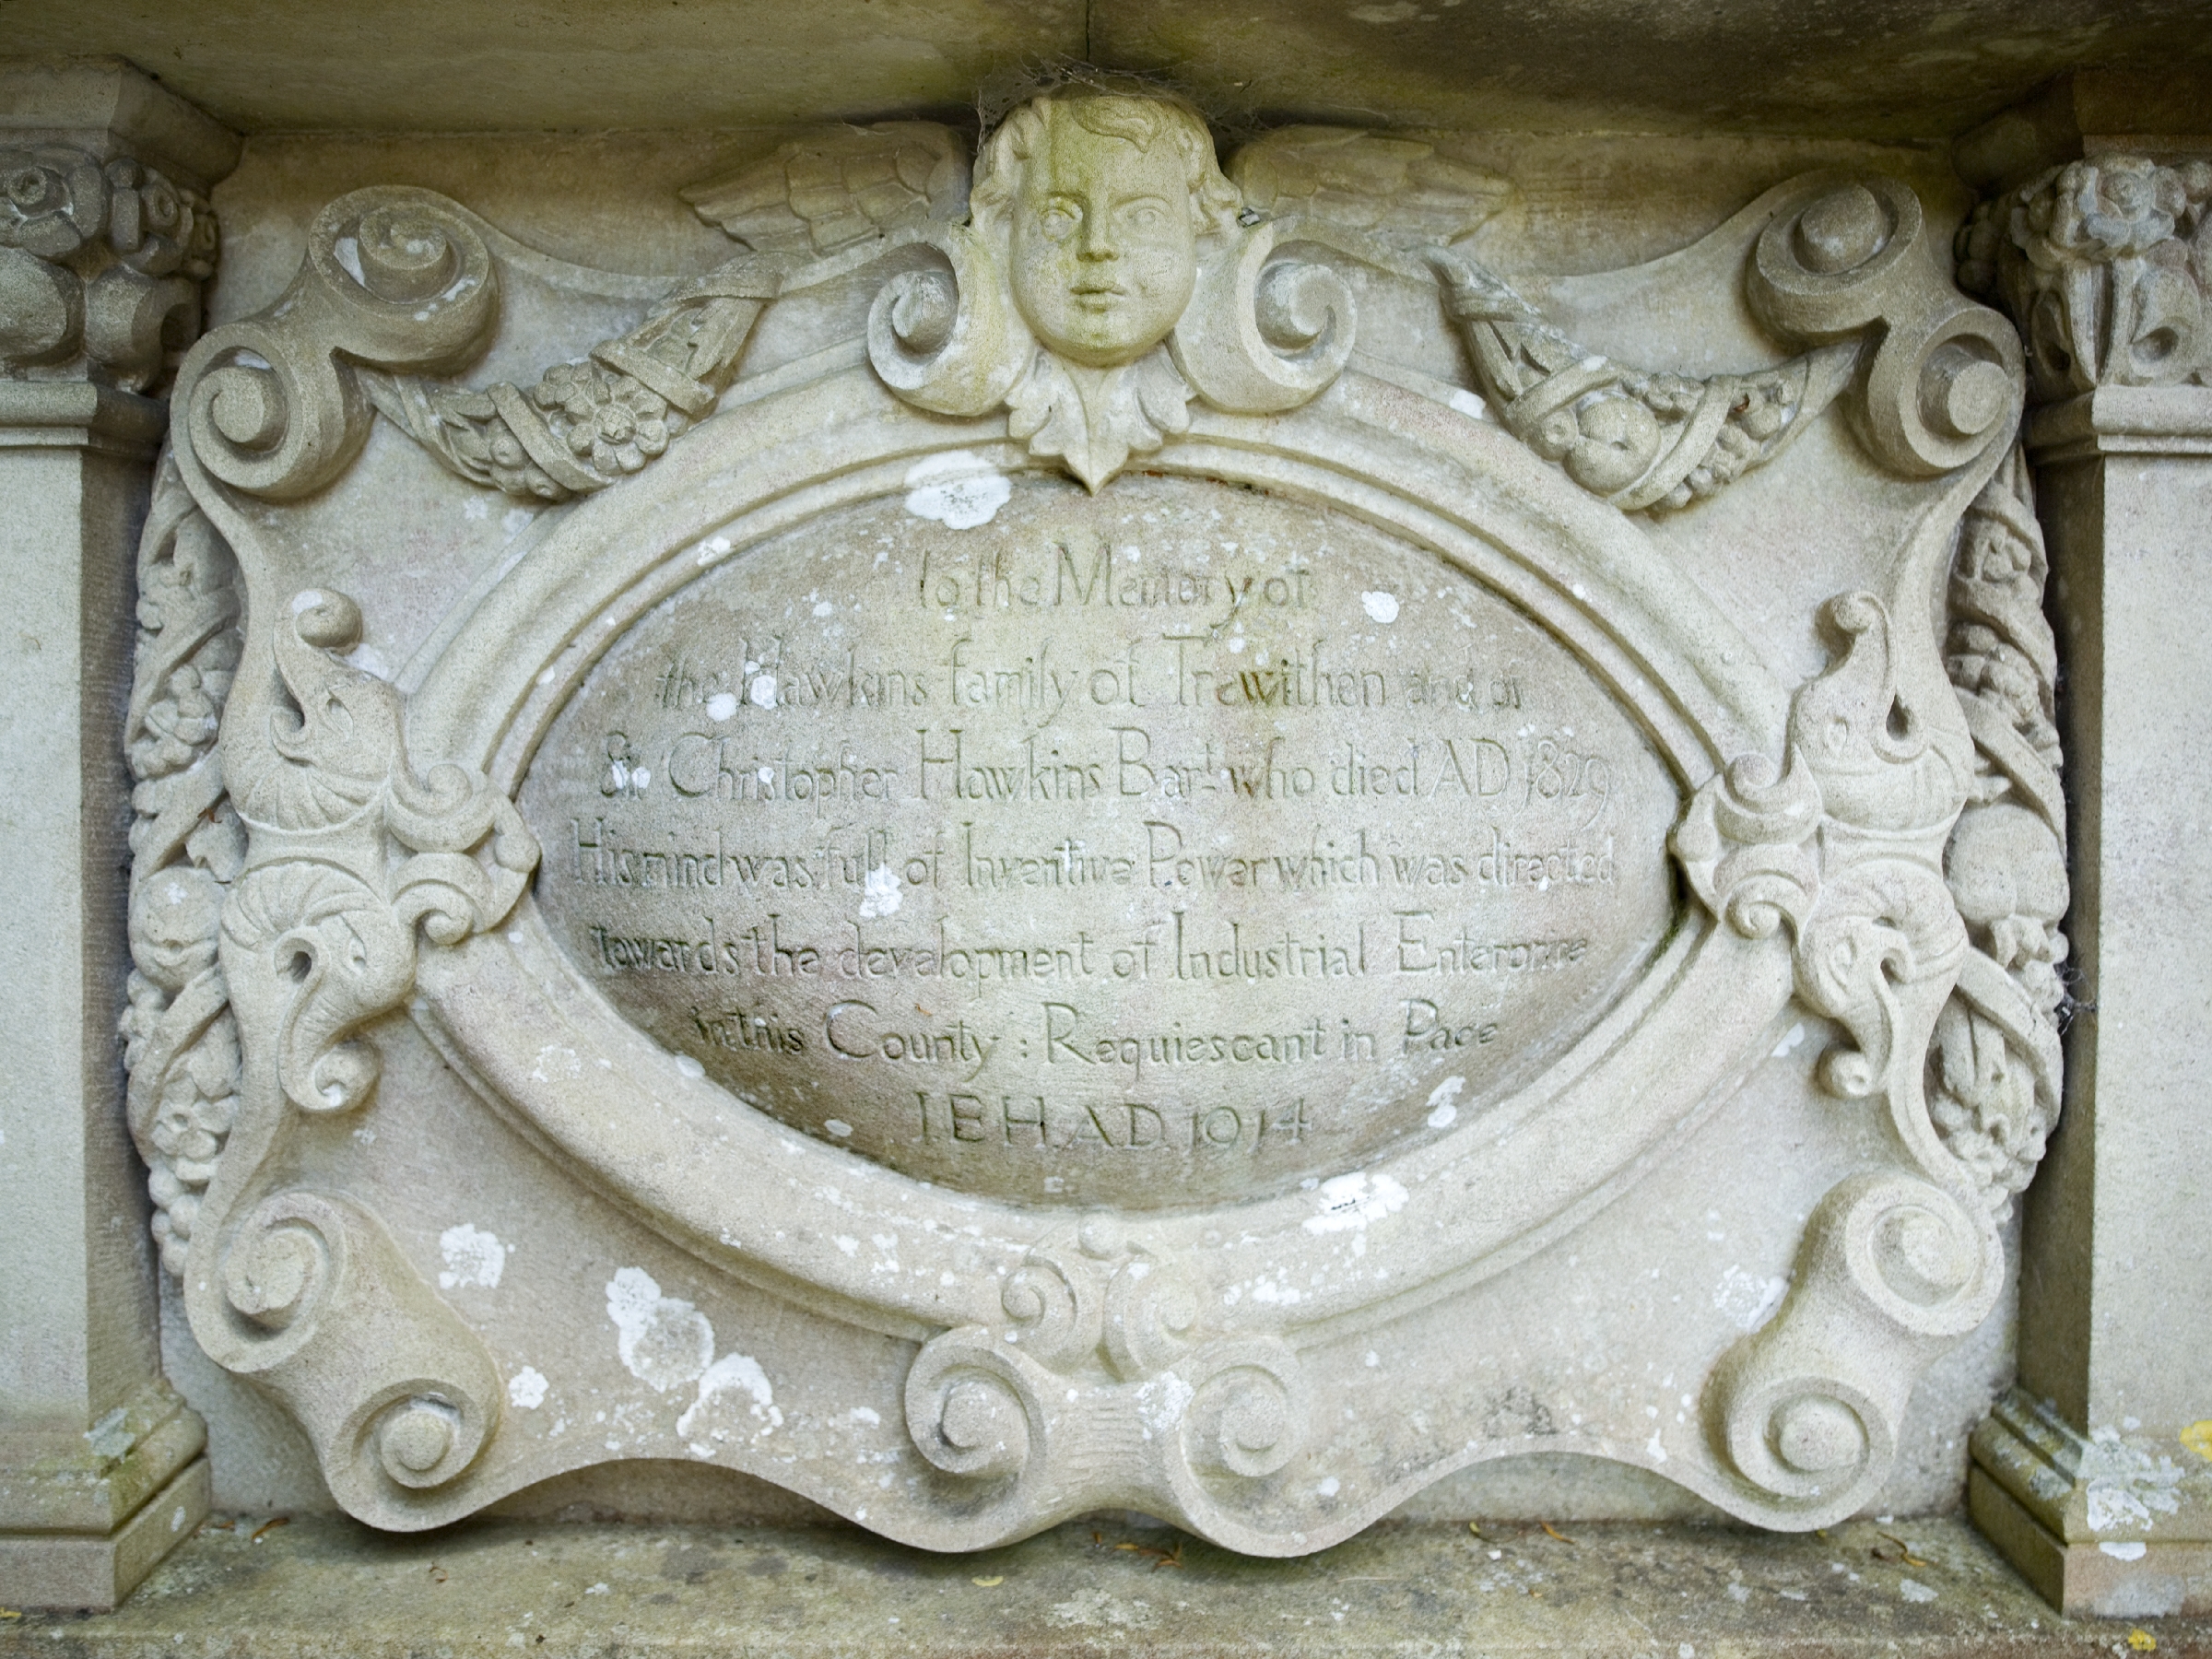 To the Memory of
the Hawkins family of Trewithen and of
Sir Christopher Hawkins Bart who died AD 1829
His mind was full of Inventive Power which was directed
towards the development of Industrial Enterprise
in this County : Requiescant in Pace
I E H. A.D. 1914